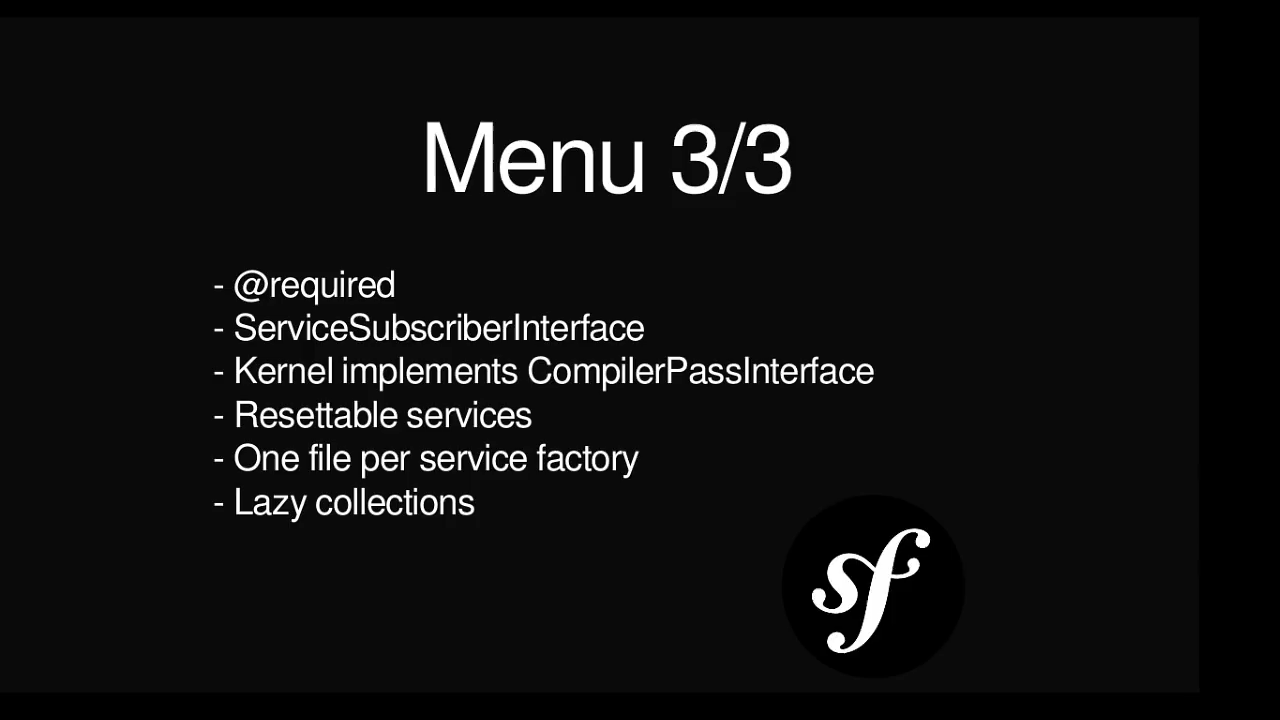 Menu 3/3
- @required
- ServiceSubscriberInterface
- Kernel implements CompilerPassInterface
- Resettable services
- One file per service factory
- Lazy collections
sf